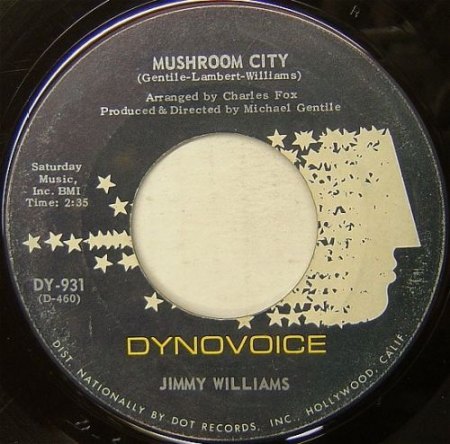 MUSHROOM CITY
(Gentile-Lambert-Williams)
Arranged by Charles Fox
Produced & Directed by Michael Gentile
Saturday
Music,
Inc. BMI
Time: 2:35
DY-931
(D-460)
DYNOVOICE
JIMMY WILLIAMS
DIST. NATIONALLY BY DOT RECORDS, INC., HOLLYWOOD, CALIF